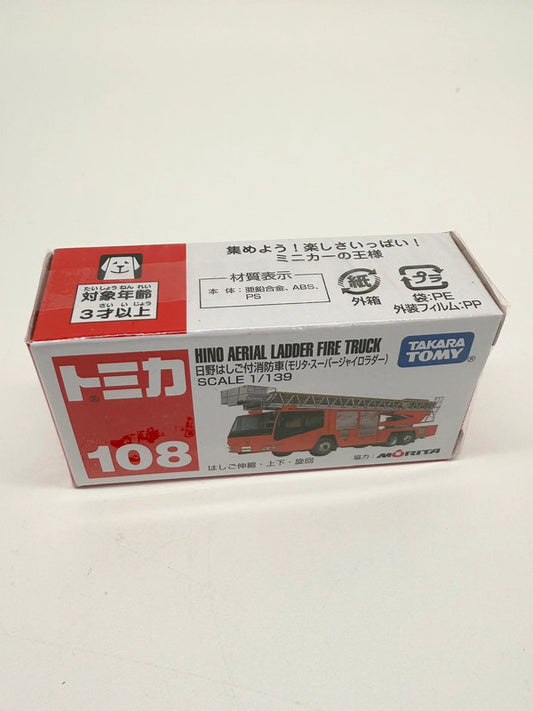 たいしょう ねん れい
対象年齢
さい い じょう
3才以上
集めよう！楽しさいっぱい！
ミニカーの王様
材質表示
本 体：亜鉛合金、ABS、
PS
紙
外箱
プラ
袋:PE
外装フィルム:PP
トミカ
®
108
HINO AERIAL LADDER FIRE TRUCK
日野はしご付消防車(モリタ・スーパージャイロラダー)
SCALE 1/139
TAKARA
TOMY®
はしご伸縮・上下・旋回
協力：MORITA